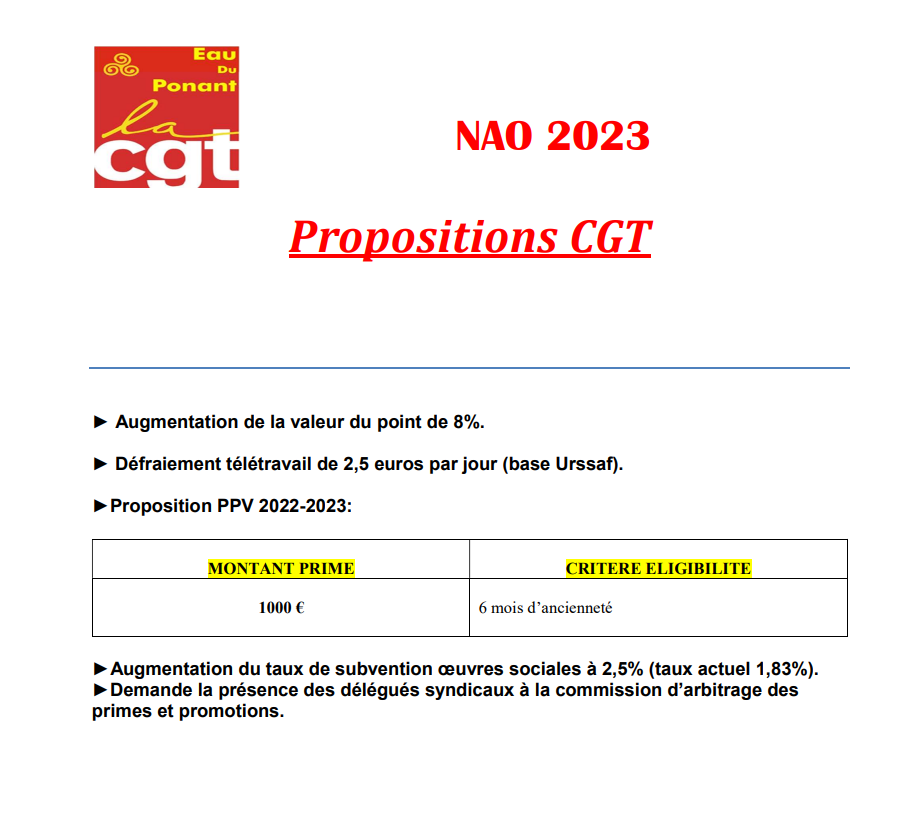 Eau
Du
Ponant
la
cgt
NAO 2023
Propositions CGT
► Augmentation de la valeur du point de 8%.
► Défraiement télétravail de 2,5 euros par jour (base Urssaf).
►Proposition PPV 2022-2023:
MONTANT PRIME CRITERE ELIGIBILITE
1000 € 6 mois d’ancienneté
►Augmentation du taux de subvention œuvres sociales à 2,5% (taux actuel 1,83%).
►Demande la présence des délégués syndicaux à la commission d’arbitrage des
primes et promotions.